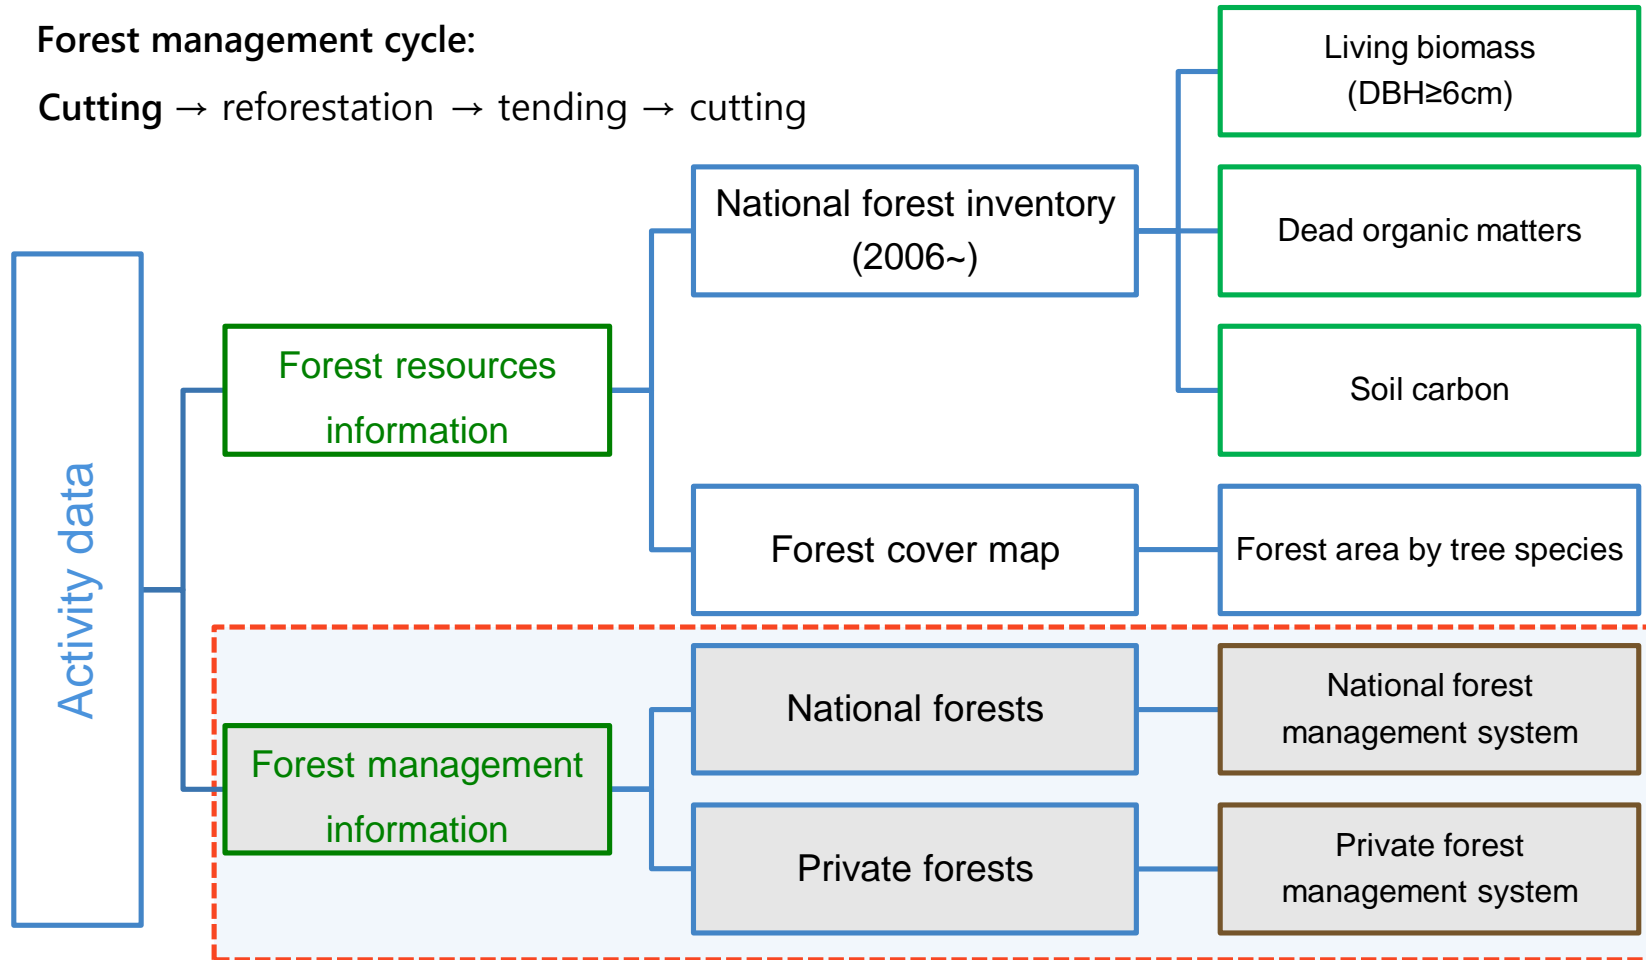 Forest management cycle:
Cutting → reforestation → tending → cutting
Activity data
Forest resources
information
National forest inventory
(2006~)
Living biomass
(DBH≥6cm)
Dead organic matters
Soil carbon
Forest cover map
Forest area by tree species
Forest management
information
National forests
National forest
management system
Private forests
Private forest
management system